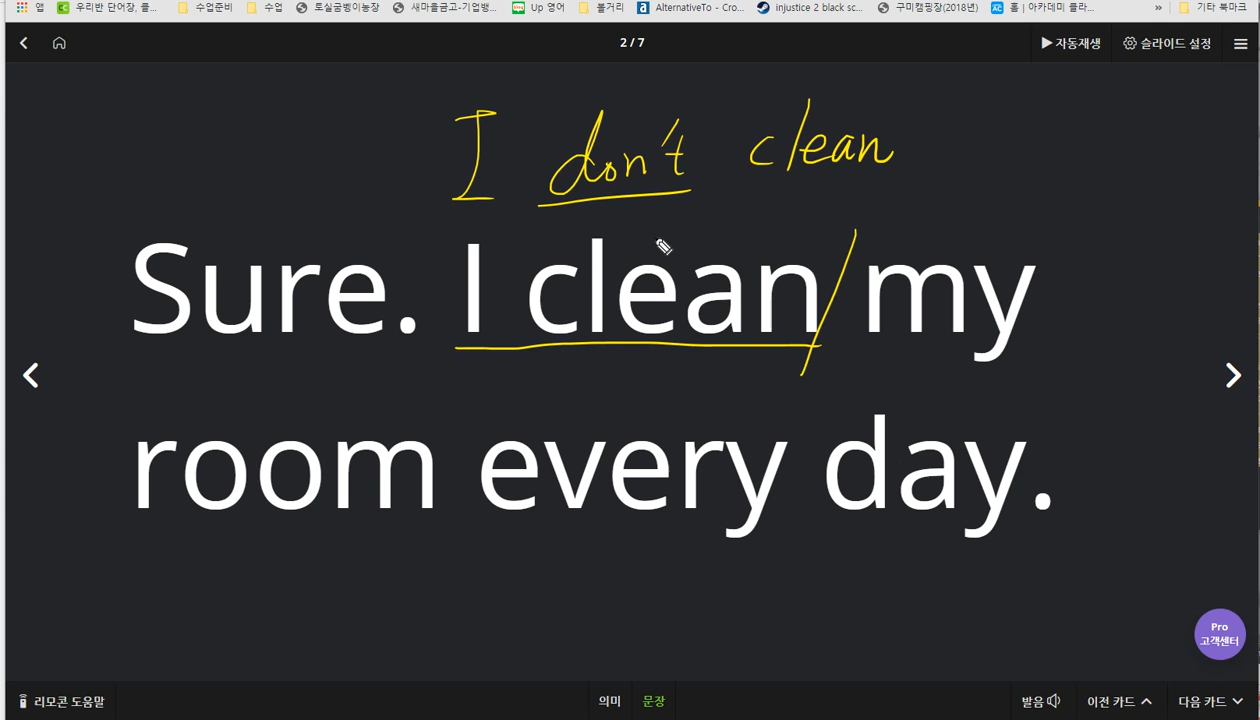 앱 우리반 단어장, 클... 수업준비 수업 토실굼벵이농장 새마을금고-기업뱅... Up 영어 볼거리 AlternativeTo - Cro... injustice 2 black sc... 구미캠핑장(2018년) 홈 | 아카데미 클라... » 기타 북마크
2 / 7 자동재생 슬라이드 설정
I don't clean
Sure. I clean / my
room every day.
Pro
고객센터
리모콘 도움말 의미 문장 발음 이전 카드 다음 카드